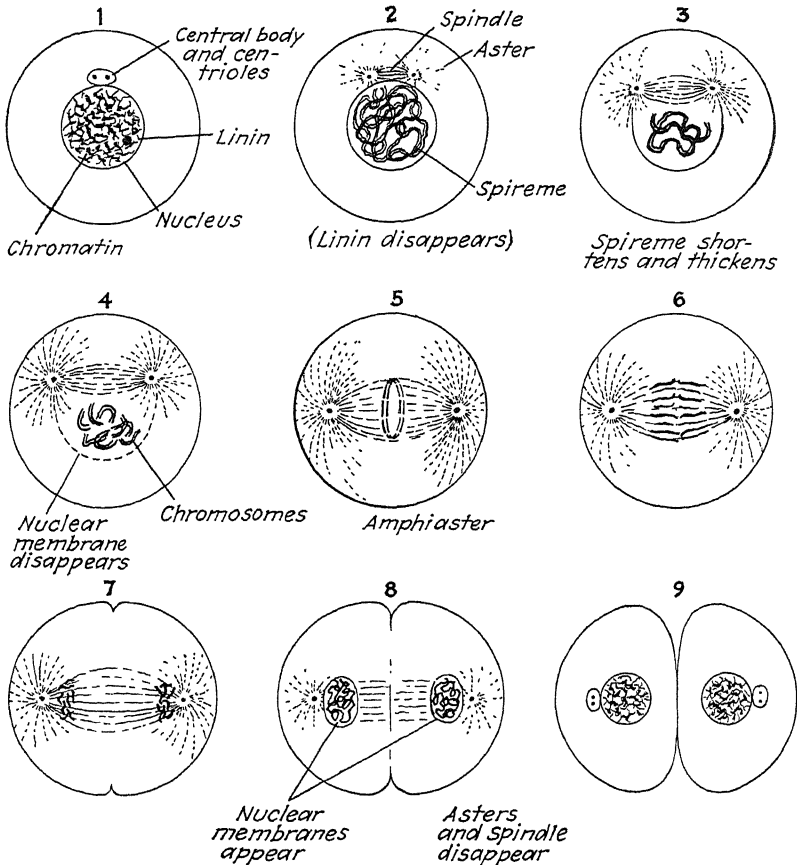 1
Central body
and cen-
trioles
Linin
Nucleus
Chromatin
2
Spindle
Aster
Spireme
(Linin disappears)
3
Spireme shor-
tens and thickens
4
Chromosomes
Nuclear
membrane
disappears
5
Amphiaster
6
7
8
Nuclear
membranes
appear
Asters
and spindle
disappear
9